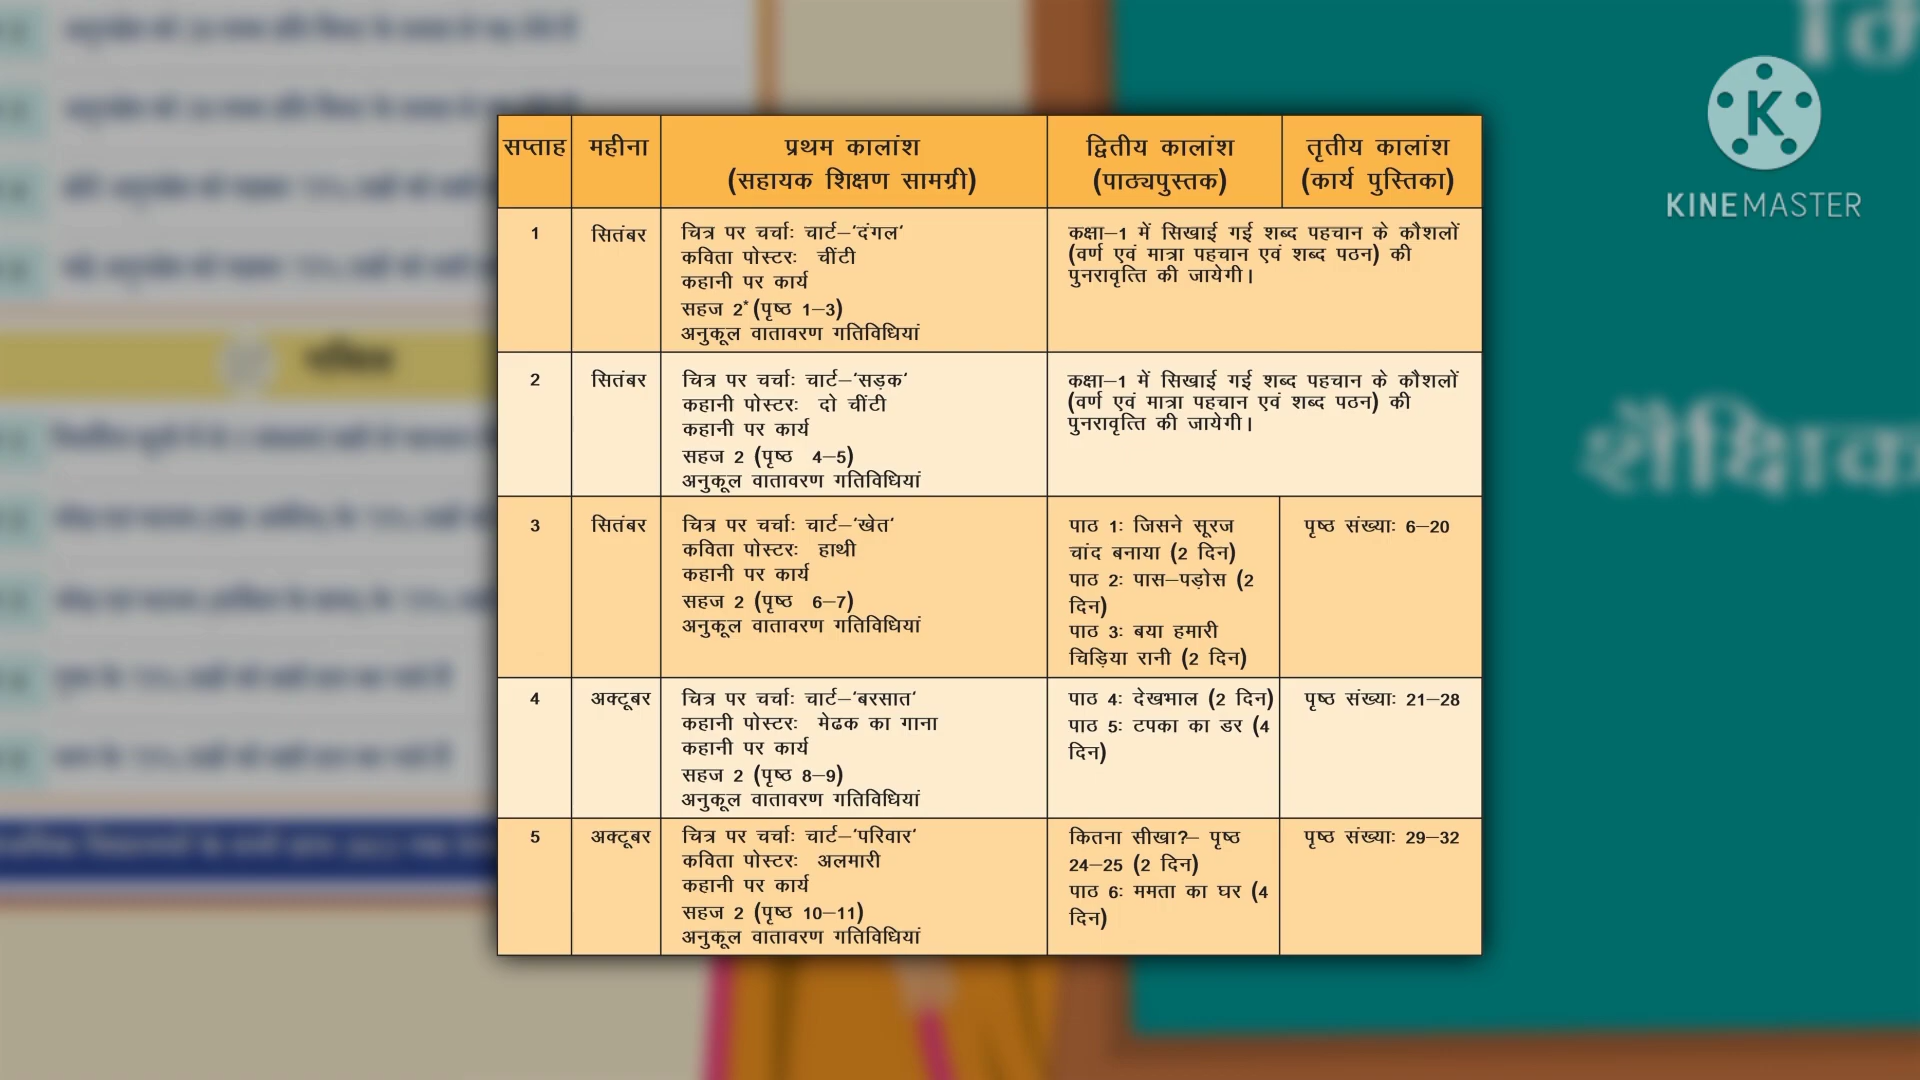 KINEMASTER
शैक्षिक
सप्ताह महीना प्रथम कालांश द्वितीय कालांश तृतीय कालांश
(सहायक शिक्षण सामग्री) (पाठ्यपुस्तक) (कार्य पुस्तिका)
1 सितंबर चित्र पर चर्चाः चार्ट–'दंगल'
कविता पोस्टरः चींटी
कहानी पर कार्य
सहज 2* (पृष्ठ 1–3)
अनुकूल वातावरण गतिविधियां
कक्षा–1 में सिखाई गई शब्द पहचान के कौशलों
(वर्ण एवं मात्रा पहचान एवं शब्द पठन) की
पुनरावृत्ति की जायेगी।
2 सितंबर चित्र पर चर्चाः चार्ट–'सड़क'
कहानी पोस्टरः दो चींटी
कहानी पर कार्य
सहज 2 (पृष्ठ 4–5)
अनुकूल वातावरण गतिविधियां
कक्षा–1 में सिखाई गई शब्द पहचान के कौशलों
(वर्ण एवं मात्रा पहचान एवं शब्द पठन) की
पुनरावृत्ति की जायेगी।
3 सितंबर चित्र पर चर्चाः चार्ट–'खेत'
कविता पोस्टरः हाथी
कहानी पर कार्य
सहज 2 (पृष्ठ 6–7)
अनुकूल वातावरण गतिविधियां
पाठ 1ः जिसने सूरज
चांद बनाया (2 दिन)
पाठ 2ः पास–पड़ोस (2
दिन)
पाठ 3ः बया हमारी
चिड़िया रानी (2 दिन)
पृष्ठ संख्याः 6–20
4 अक्टूबर चित्र पर चर्चाः चार्ट–'बरसात'
कहानी पोस्टरः मेढक का गाना
कहानी पर कार्य
सहज 2 (पृष्ठ 8–9)
अनुकूल वातावरण गतिविधियां
पाठ 4ः देखभाल (2 दिन)
पाठ 5ः टपका का डर (4
दिन)
पृष्ठ संख्याः 21–28
5 अक्टूबर चित्र पर चर्चाः चार्ट–'परिवार'
कविता पोस्टरः अलमारी
कहानी पर कार्य
सहज 2 (पृष्ठ 10–11)
अनुकूल वातावरण गतिविधियां
कितना सीखा?– पृष्ठ
24–25 (2 दिन)
पाठ 6ः ममता का घर (4
दिन)
पृष्ठ संख्याः 29–32